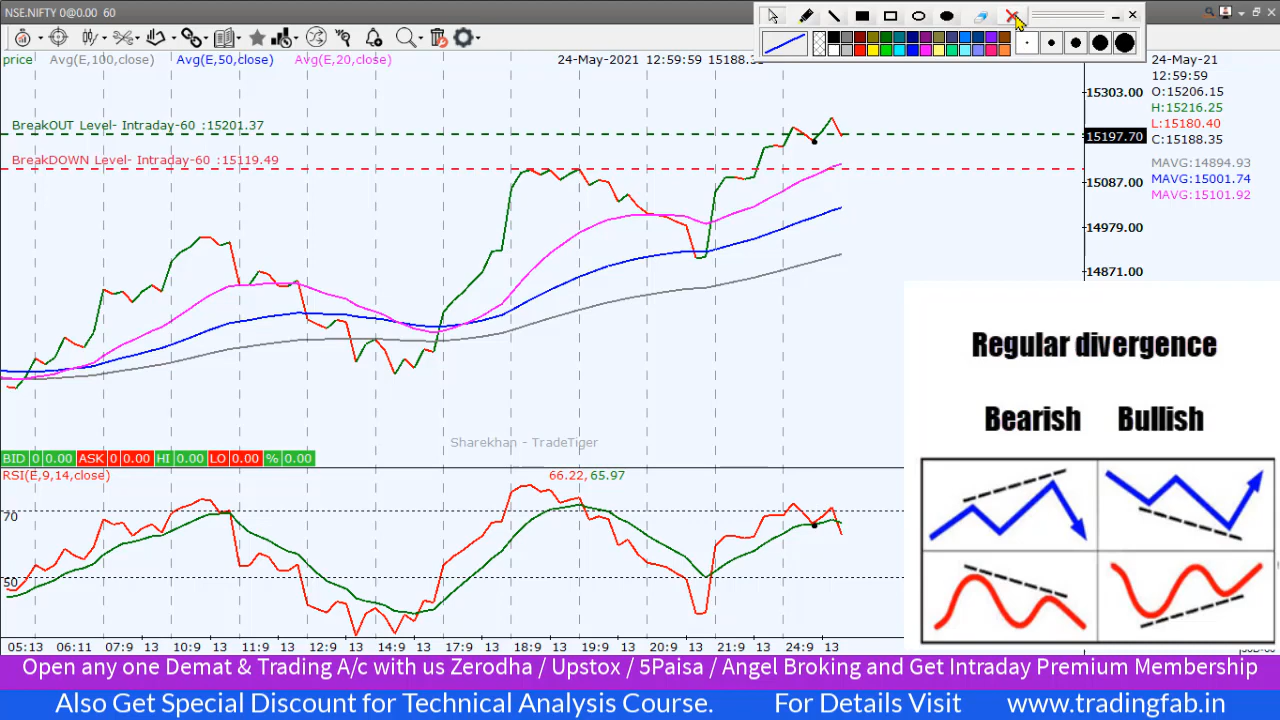 NSE.NIFTY 0@0.00 60
price Avg(E,100,close) Avg(E,50,close) Avg(E,20,close) 24-May-2021 12:59:59 15188.3
24-May-21
12:59:59
O:15206.15
H:15216.25
L:15180.40
C:15188.35
MAVG:14894.93
MAVG:15001.74
MAVG:15101.92
15303.00
15197.70
15087.00
14979.00
14871.00
BreakOUT Level- Intraday-60 :15201.37
BreakDOWN Level- Intraday-60 :15119.49
Regular divergence
Bearish Bullish
Sharekhan - TradeTiger
BID 0 0.00 ASK 0 0.00 HI 0.00 LO 0.00 % 0.00
RSI(E,9,14,close) 66.22,65.97
70
50
05:13 06:11 07:9 13 10:9 13 11:9 13 12:9 13 14:9 13 17:9 13 18:9 13 19:9 13 20:9 13 21:9 13 24:9 13
Open any one Demat & Trading A/c with us Zerodha / Upstox / 5Paisa / Angel Broking and Get Intraday Premium Membership
Also Get Special Discount for Technical Analysis Course. For Details Visit www.tradingfab.in